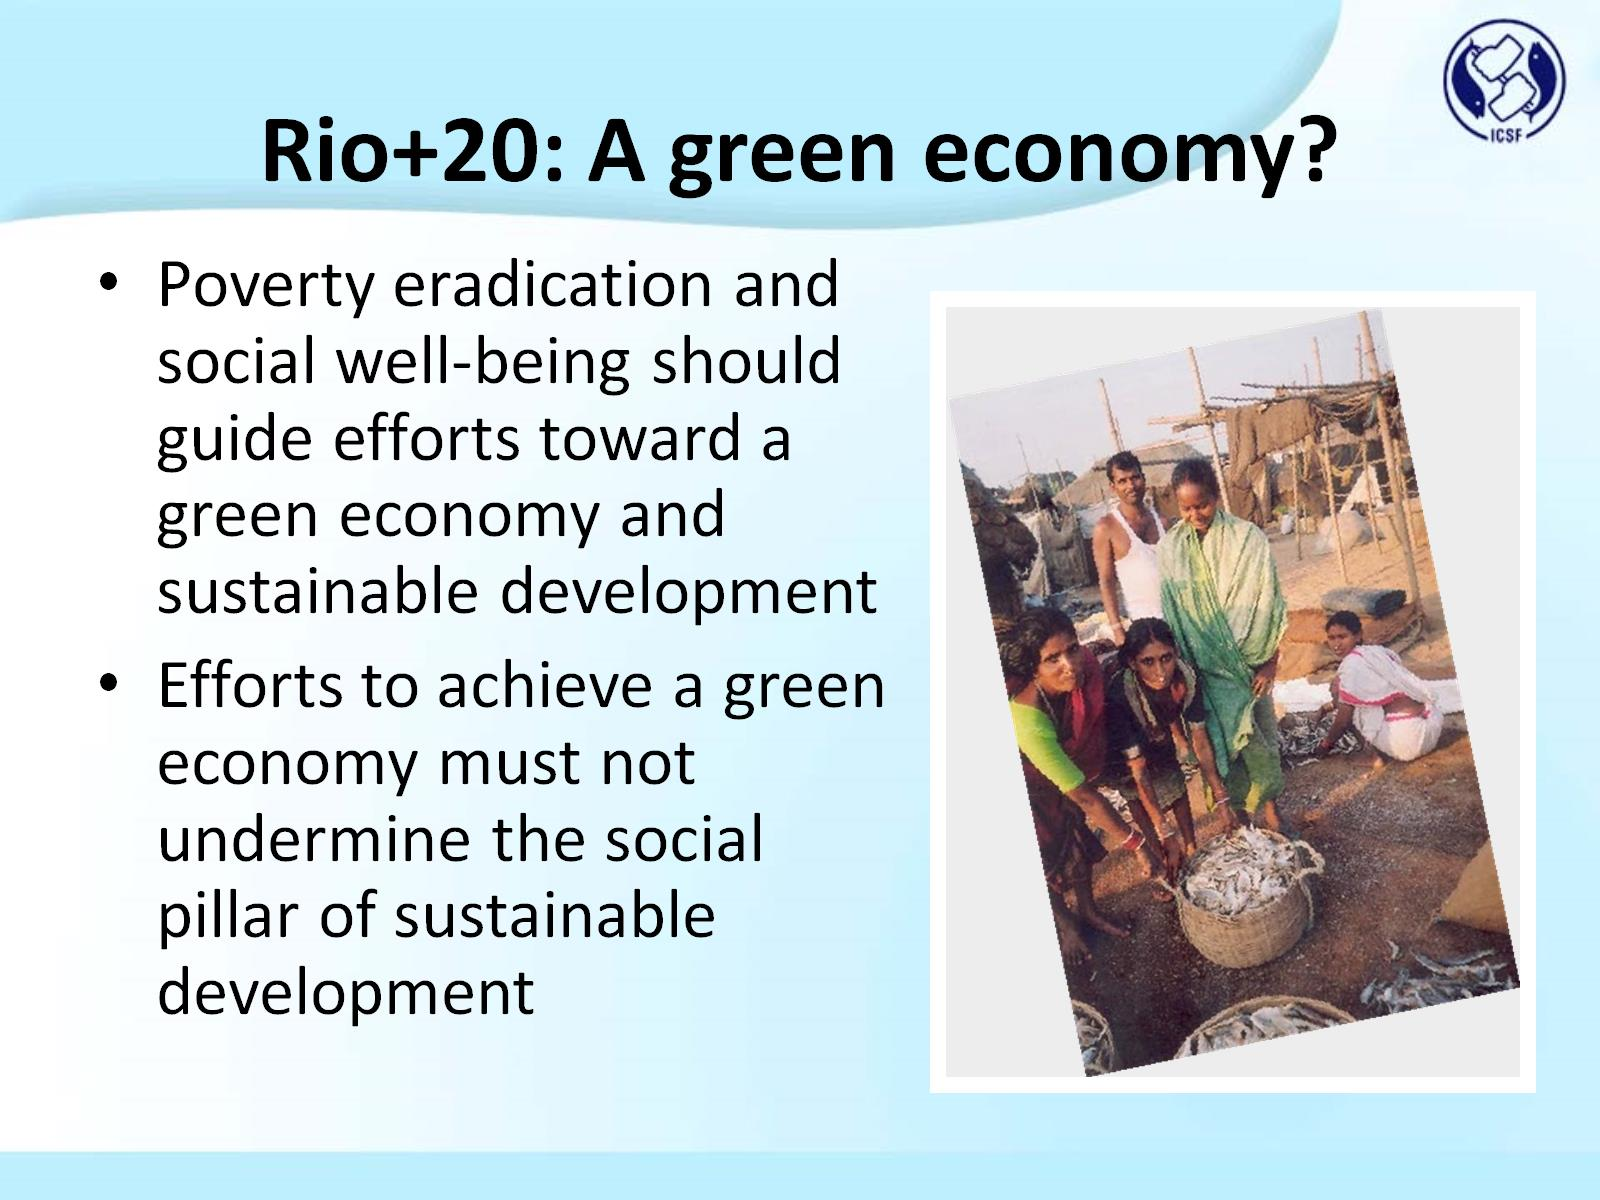 ICSF
Rio+20: A green economy?
• Poverty eradication and
social well-being should
guide efforts toward a
green economy and
sustainable development
• Efforts to achieve a green
economy must not
undermine the social
pillar of sustainable
development